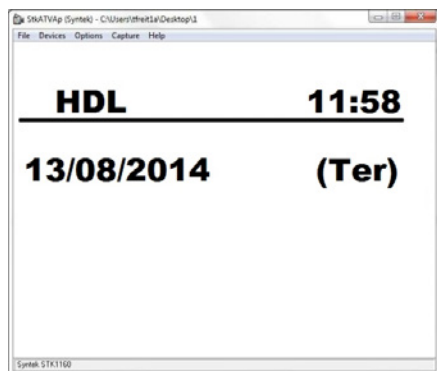 StkATVAp (Syntek) - C:\Users\tfreit1a\Desktop\1
File Devices Options Capture Help
HDL 11:58
13/08/2014 (Ter)
Syntek STK1160